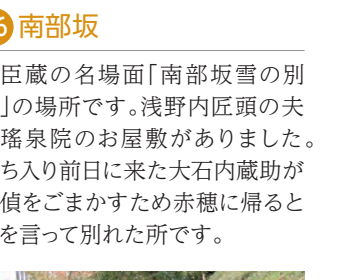 6 南部坂
臣蔵の名場面「南部坂雪の別
」の場所です。浅野内匠頭の夫
瑤泉院のお屋敷がありました。
ち入り前日に来た大石内蔵助が
偵をごまかすため赤穂に帰ると
を言って別れた所です。